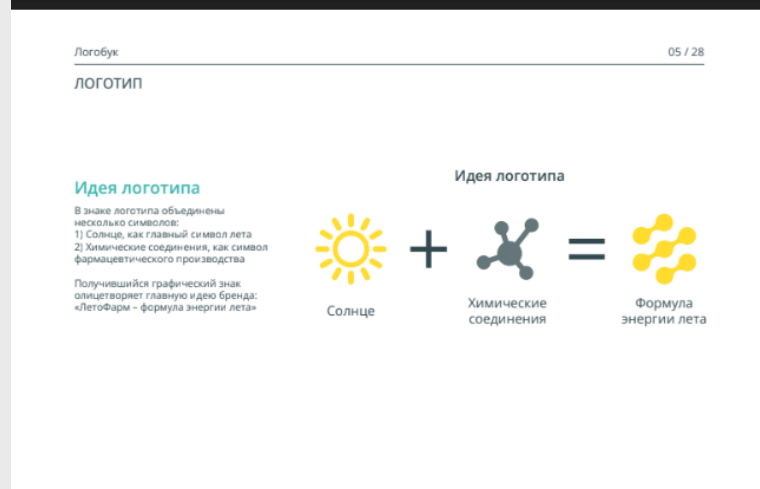 Логобук
05 / 28
ЛОГОТИП
Идея логотипа
В знаке логотипа объединены
несколько символов:
1) Солнце, как главный символ лета
2) Химические соединения, как символ
фармацевтического производства
Получившийся графический знак
олицетворяет главную идею бренда:
«ЛетоФарм – формула энергии лета»
Идея логотипа
Солнце
Химические
соединения
Формула
энергии лета